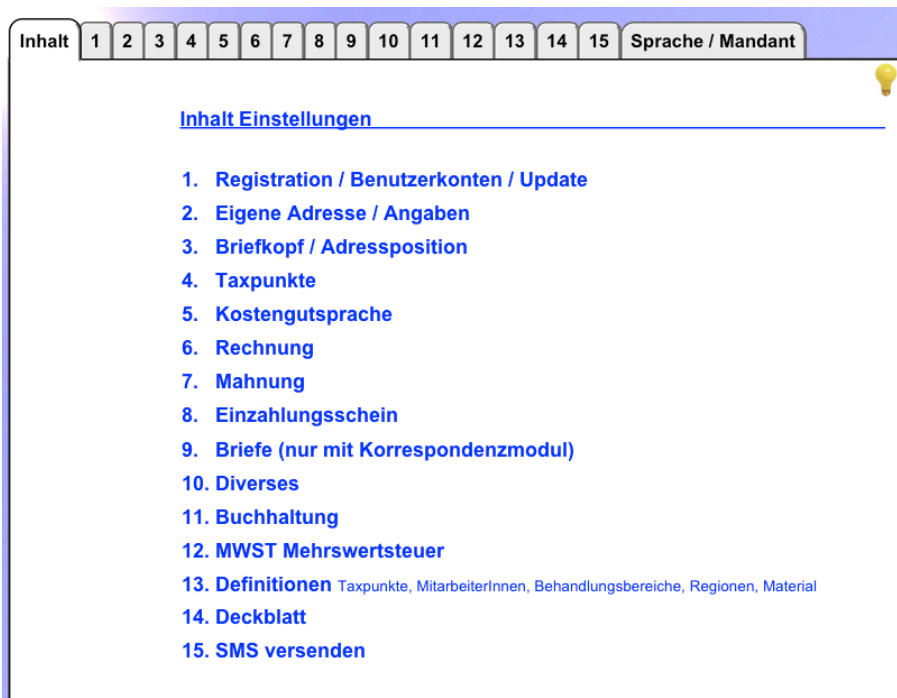 Inhalt 1 2 3 4 5 6 7 8 9 10 11 12 13 14 15 Sprache / Mandant
Inhalt Einstellungen
1. Registration / Benutzerkonten / Update
2. Eigene Adresse / Angaben
3. Briefkopf / Adressposition
4. Taxpunkte
5. Kostengutsprache
6. Rechnung
7. Mahnung
8. Einzahlungsschein
9. Briefe (nur mit Korrespondenzmodul)
10. Diverses
11. Buchhaltung
12. MWST Mehrswertsteuer
13. Definitionen Taxpunkte, MitarbeiterInnen, Behandlungsbereiche, Regionen, Material
14. Deckblatt
15. SMS versenden